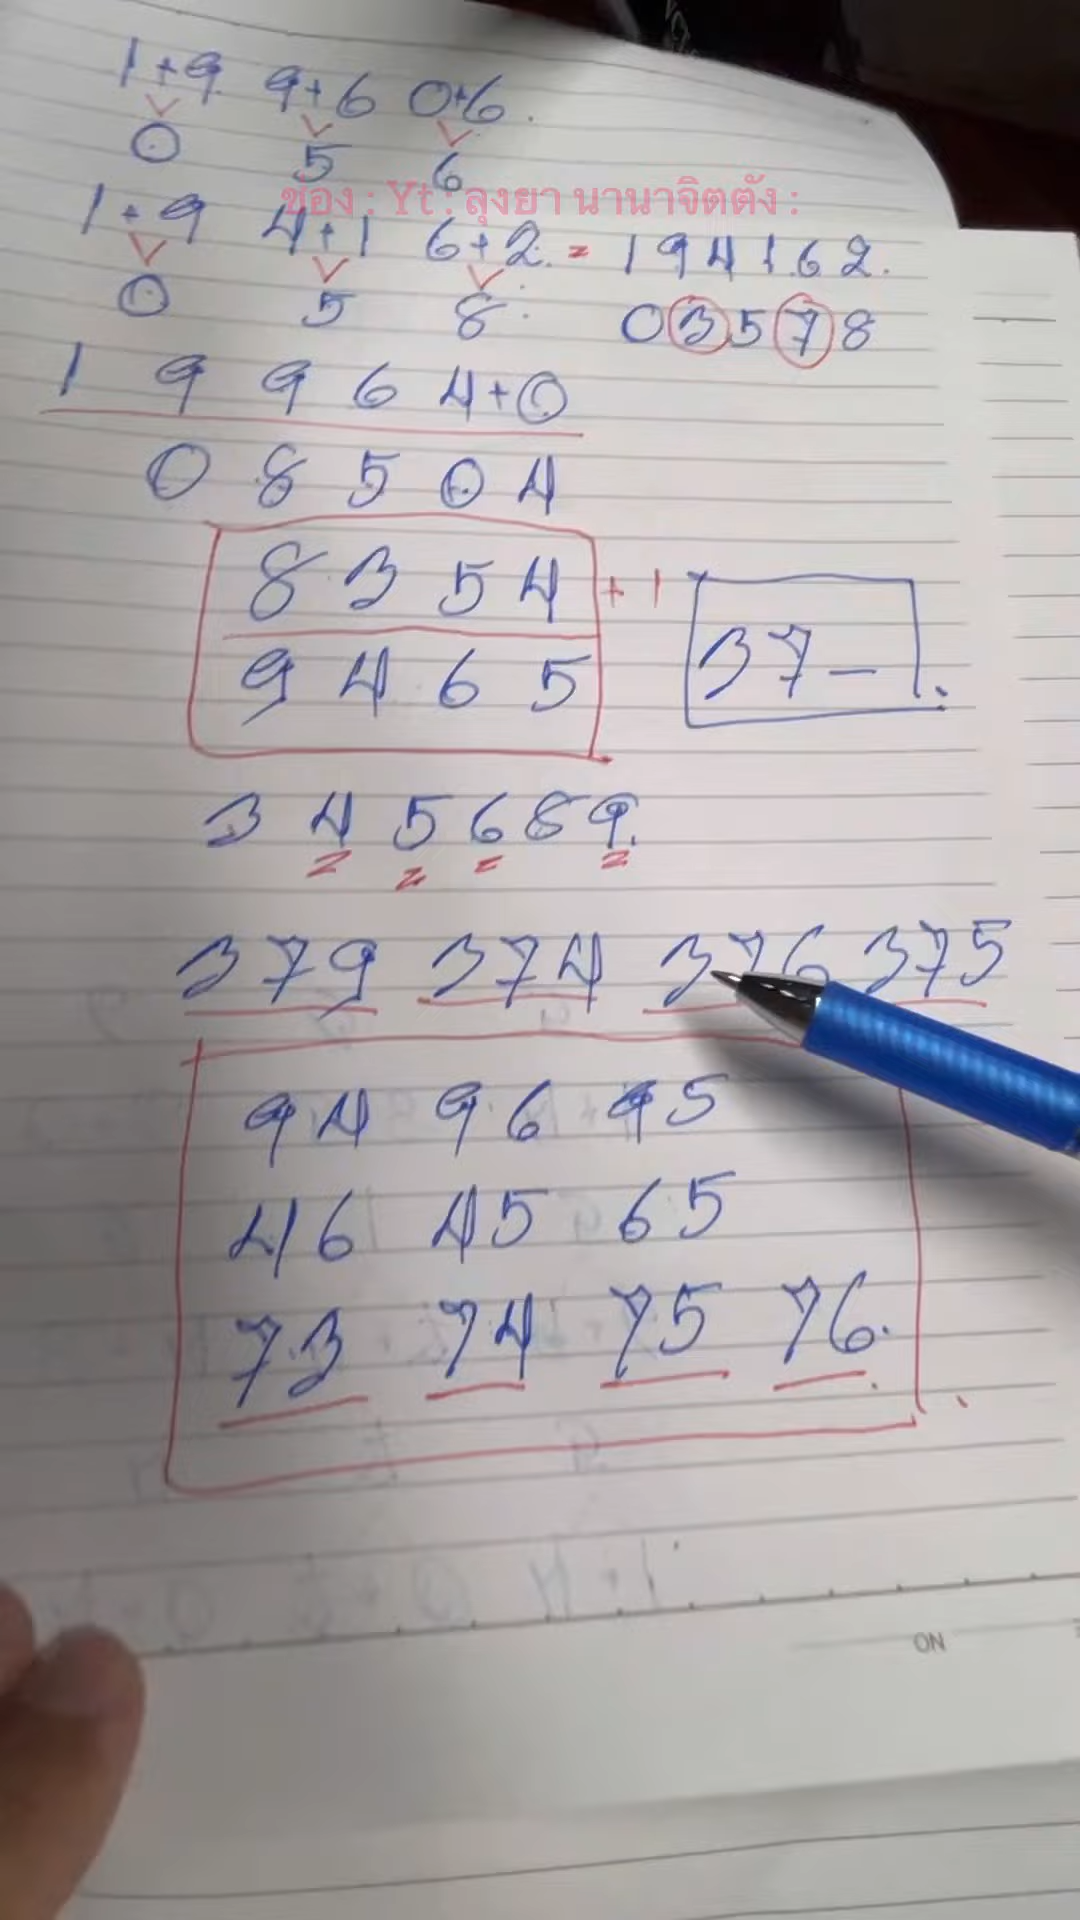 1+9 9+6 0+6.
0 5 6
ช่อง : Yt : ลุงยา นานาจิตตัง :
1+9 4+1 6+2. = 194162.
0 5 8. 03578
1 9 9 6 4+0
0 8 5 0 4
8 3 5 4 +1
9 4 6 5 37-
3 4 5 6 8 9.
379 374 376 375
94 96 95
46 45 65
73 74 75 76.
NO